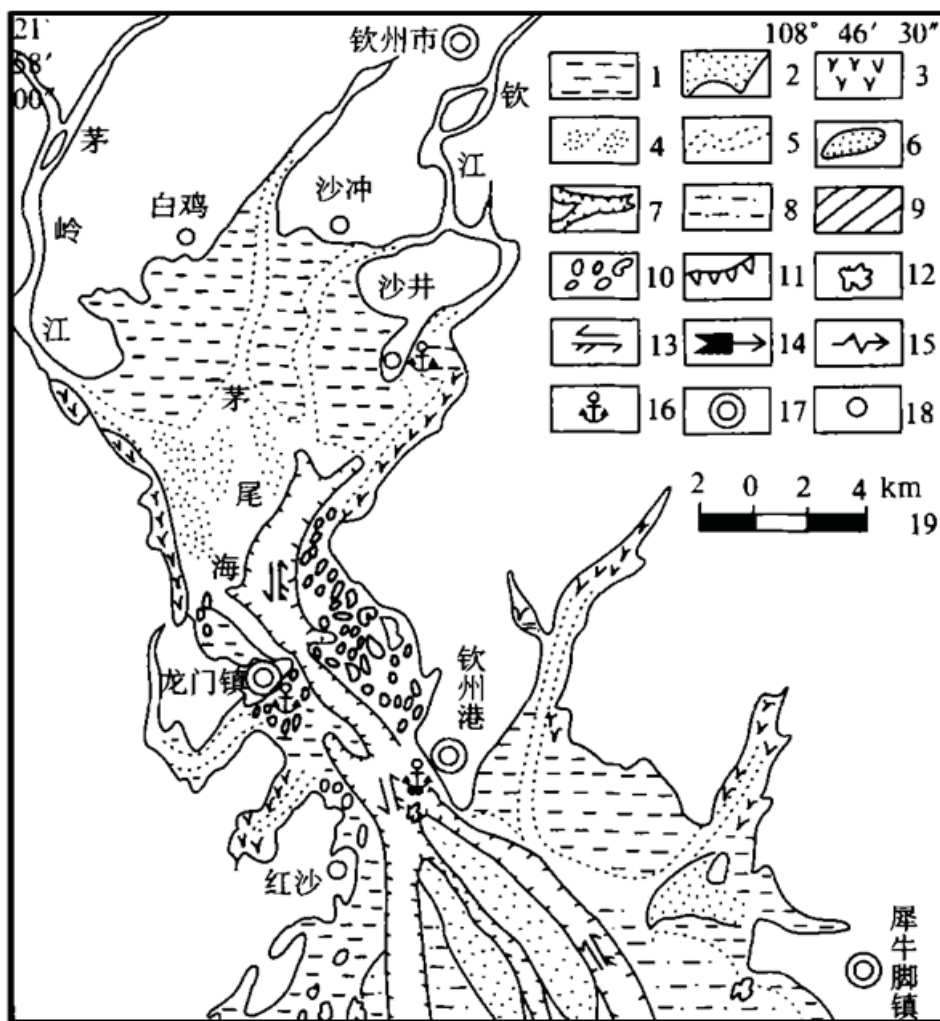 21°
58′
00″
108° 46′ 30″
钦州市
钦
江
茅
岭
江
白鸡
沙冲
沙井
茅
尾
海
龙门镇
钦州港
红沙
犀牛脚镇
1 2 3
4 5 6
7 8 9
10 11 12
13 14 15
16 17 18
2 0 2 4 km
19